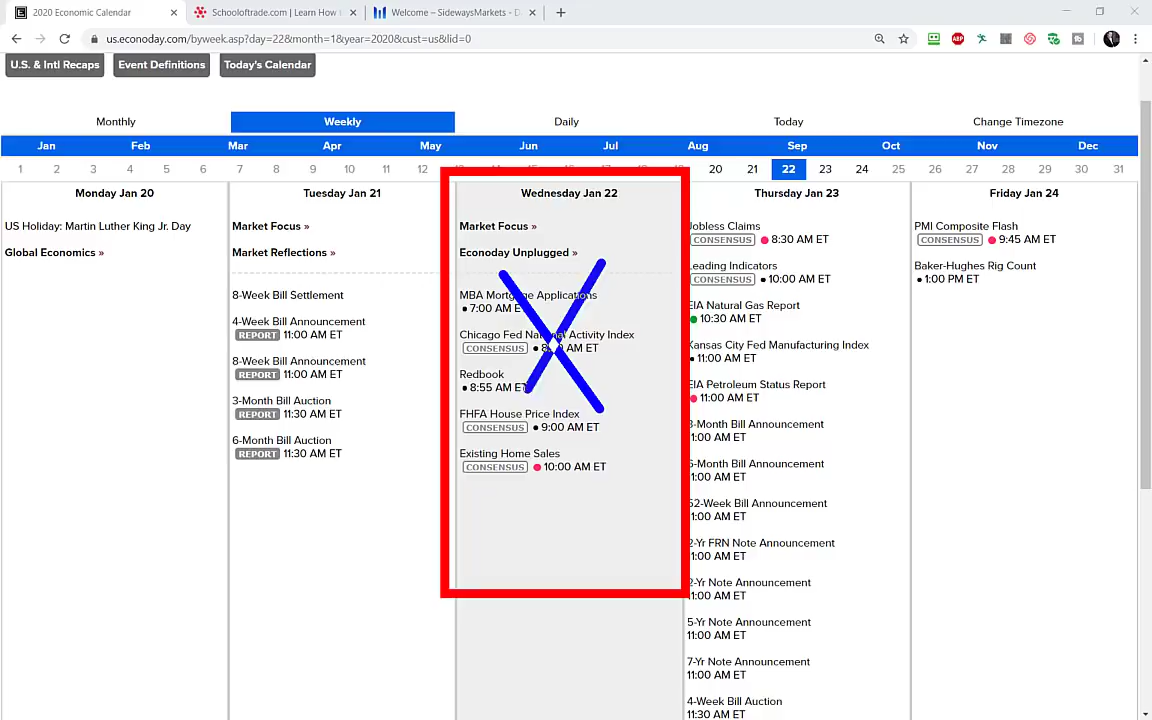 2020 Economic Calendar
Schooloftrade.com | Learn How
Welcome – SidewaysMarkets - D
us.econoday.com/byweek.asp?day=22&month=1&year=2020&cust=us&lid=0
U.S. & Intl Recaps
Event Definitions
Today's Calendar
Monthly
Weekly
Daily
Today
Change Timezone
Jan Feb Mar Apr May Jun Jul Aug Sep Oct Nov Dec
1 2 3 4 5 6 7 8 9 10 11 12 20 21 22 23 24 25 26 27 28 29 30 31
Monday Jan 20
US Holiday: Martin Luther King Jr. Day
Global Economics »
Tuesday Jan 21
Market Focus »
Market Reflections »
8-Week Bill Settlement
4-Week Bill Announcement
REPORT 11:00 AM ET
8-Week Bill Announcement
REPORT 11:00 AM ET
3-Month Bill Auction
REPORT 11:30 AM ET
6-Month Bill Auction
REPORT 11:30 AM ET
Wednesday Jan 22
Market Focus »
Econoday Unplugged »
MBA Mortgage Applications
7:00 AM ET
Chicago Fed National Activity Index
CONSENSUS AM ET
Redbook
8:55 AM ET
FHFA House Price Index
CONSENSUS 9:00 AM ET
Existing Home Sales
CONSENSUS 10:00 AM ET
Thursday Jan 23
Jobless Claims
CONSENSUS 8:30 AM ET
Leading Indicators
CONSENSUS 10:00 AM ET
EIA Natural Gas Report
10:30 AM ET
Kansas City Fed Manufacturing Index
11:00 AM ET
EIA Petroleum Status Report
11:00 AM ET
3-Month Bill Announcement
11:00 AM ET
6-Month Bill Announcement
11:00 AM ET
52-Week Bill Announcement
11:00 AM ET
2-Yr FRN Note Announcement
11:00 AM ET
2-Yr Note Announcement
11:00 AM ET
5-Yr Note Announcement
11:00 AM ET
7-Yr Note Announcement
11:00 AM ET
4-Week Bill Auction
11:30 AM ET
Friday Jan 24
PMI Composite Flash
CONSENSUS 9:45 AM ET
Baker-Hughes Rig Count
1:00 PM ET